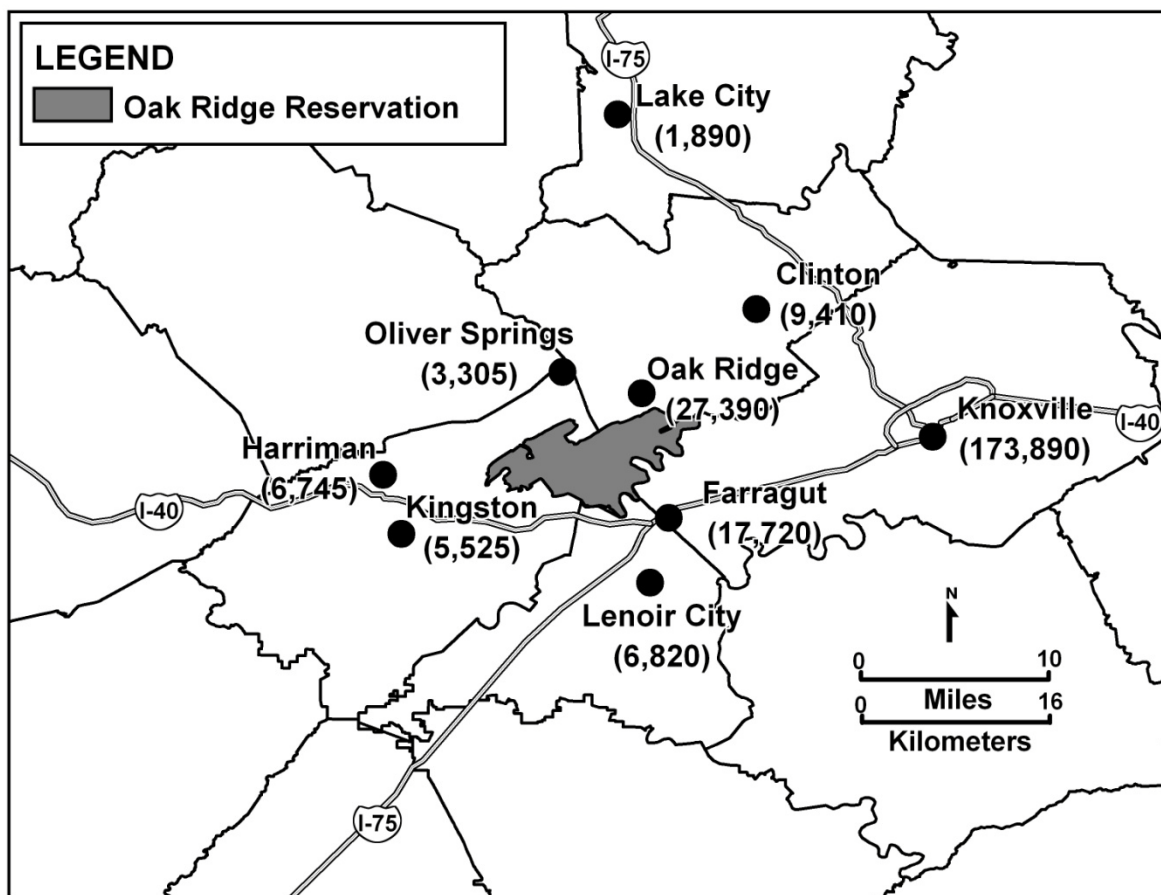 LEGEND
Oak Ridge Reservation
I-75
Lake City
(1,890)
Clinton
(9,410)
Oliver Springs
(3,305)
Oak Ridge
(27,390)
Knoxville
(173,890)
I-40
Harriman
(6,745)
I-40
Kingston
(5,525)
Farragut
(17,720)
Lenoir City
(6,820)
N
0 10
Miles
0 16
Kilometers
I-75